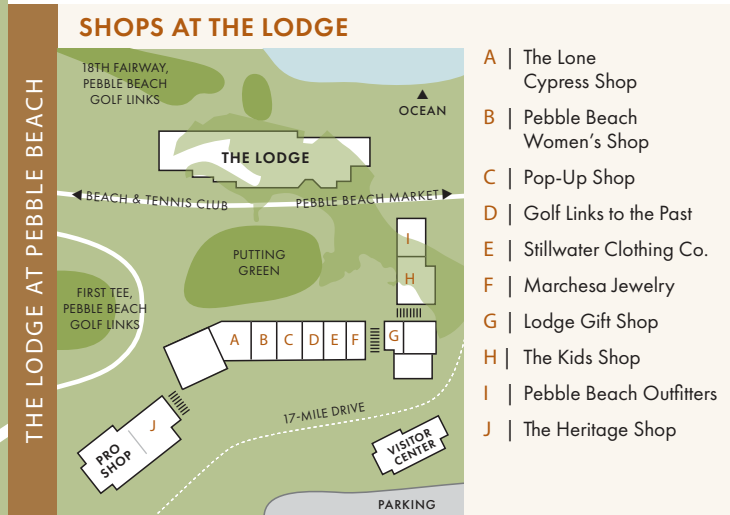 THE LODGE AT PEBBLE BEACH
SHOPS AT THE LODGE
18TH FAIRWAY,
PEBBLE BEACH
GOLF LINKS
OCEAN
THE LODGE
BEACH & TENNIS CLUB
PEBBLE BEACH MARKET
PUTTING
GREEN
I
H
FIRST TEE,
PEBBLE BEACH
GOLF LINKS
A B C D E F G
J
PRO
SHOP
17-MILE DRIVE
VISITOR
CENTER
PARKING
A | The Lone
Cypress Shop
B | Pebble Beach
Women’s Shop
C | Pop-Up Shop
D | Golf Links to the Past
E | Stillwater Clothing Co.
F | Marchesa Jewelry
G | Lodge Gift Shop
H | The Kids Shop
I | Pebble Beach Outfitters
J | The Heritage Shop